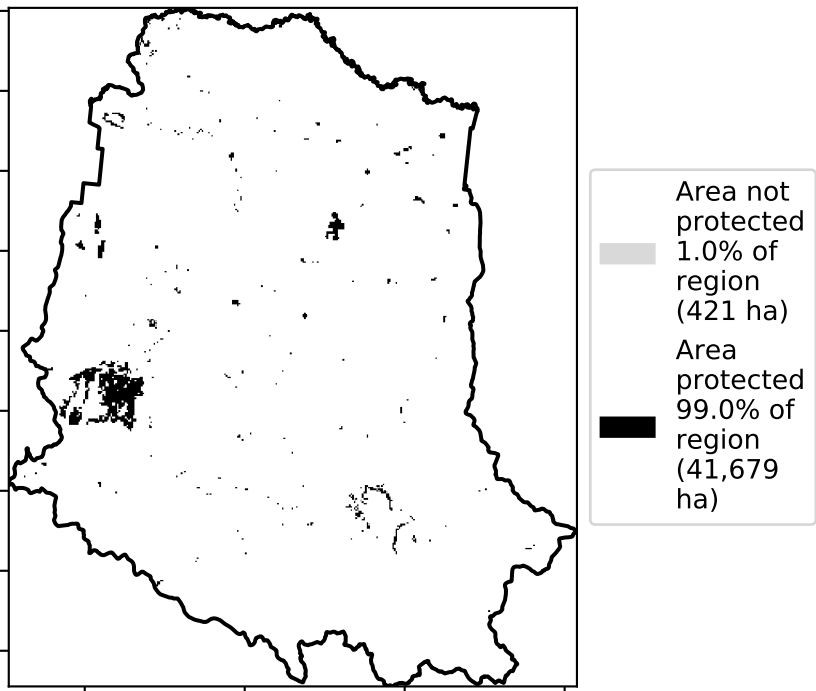 Area not
protected
1.0% of
region
(421 ha)
Area
protected
99.0% of
region
(41,679
ha)